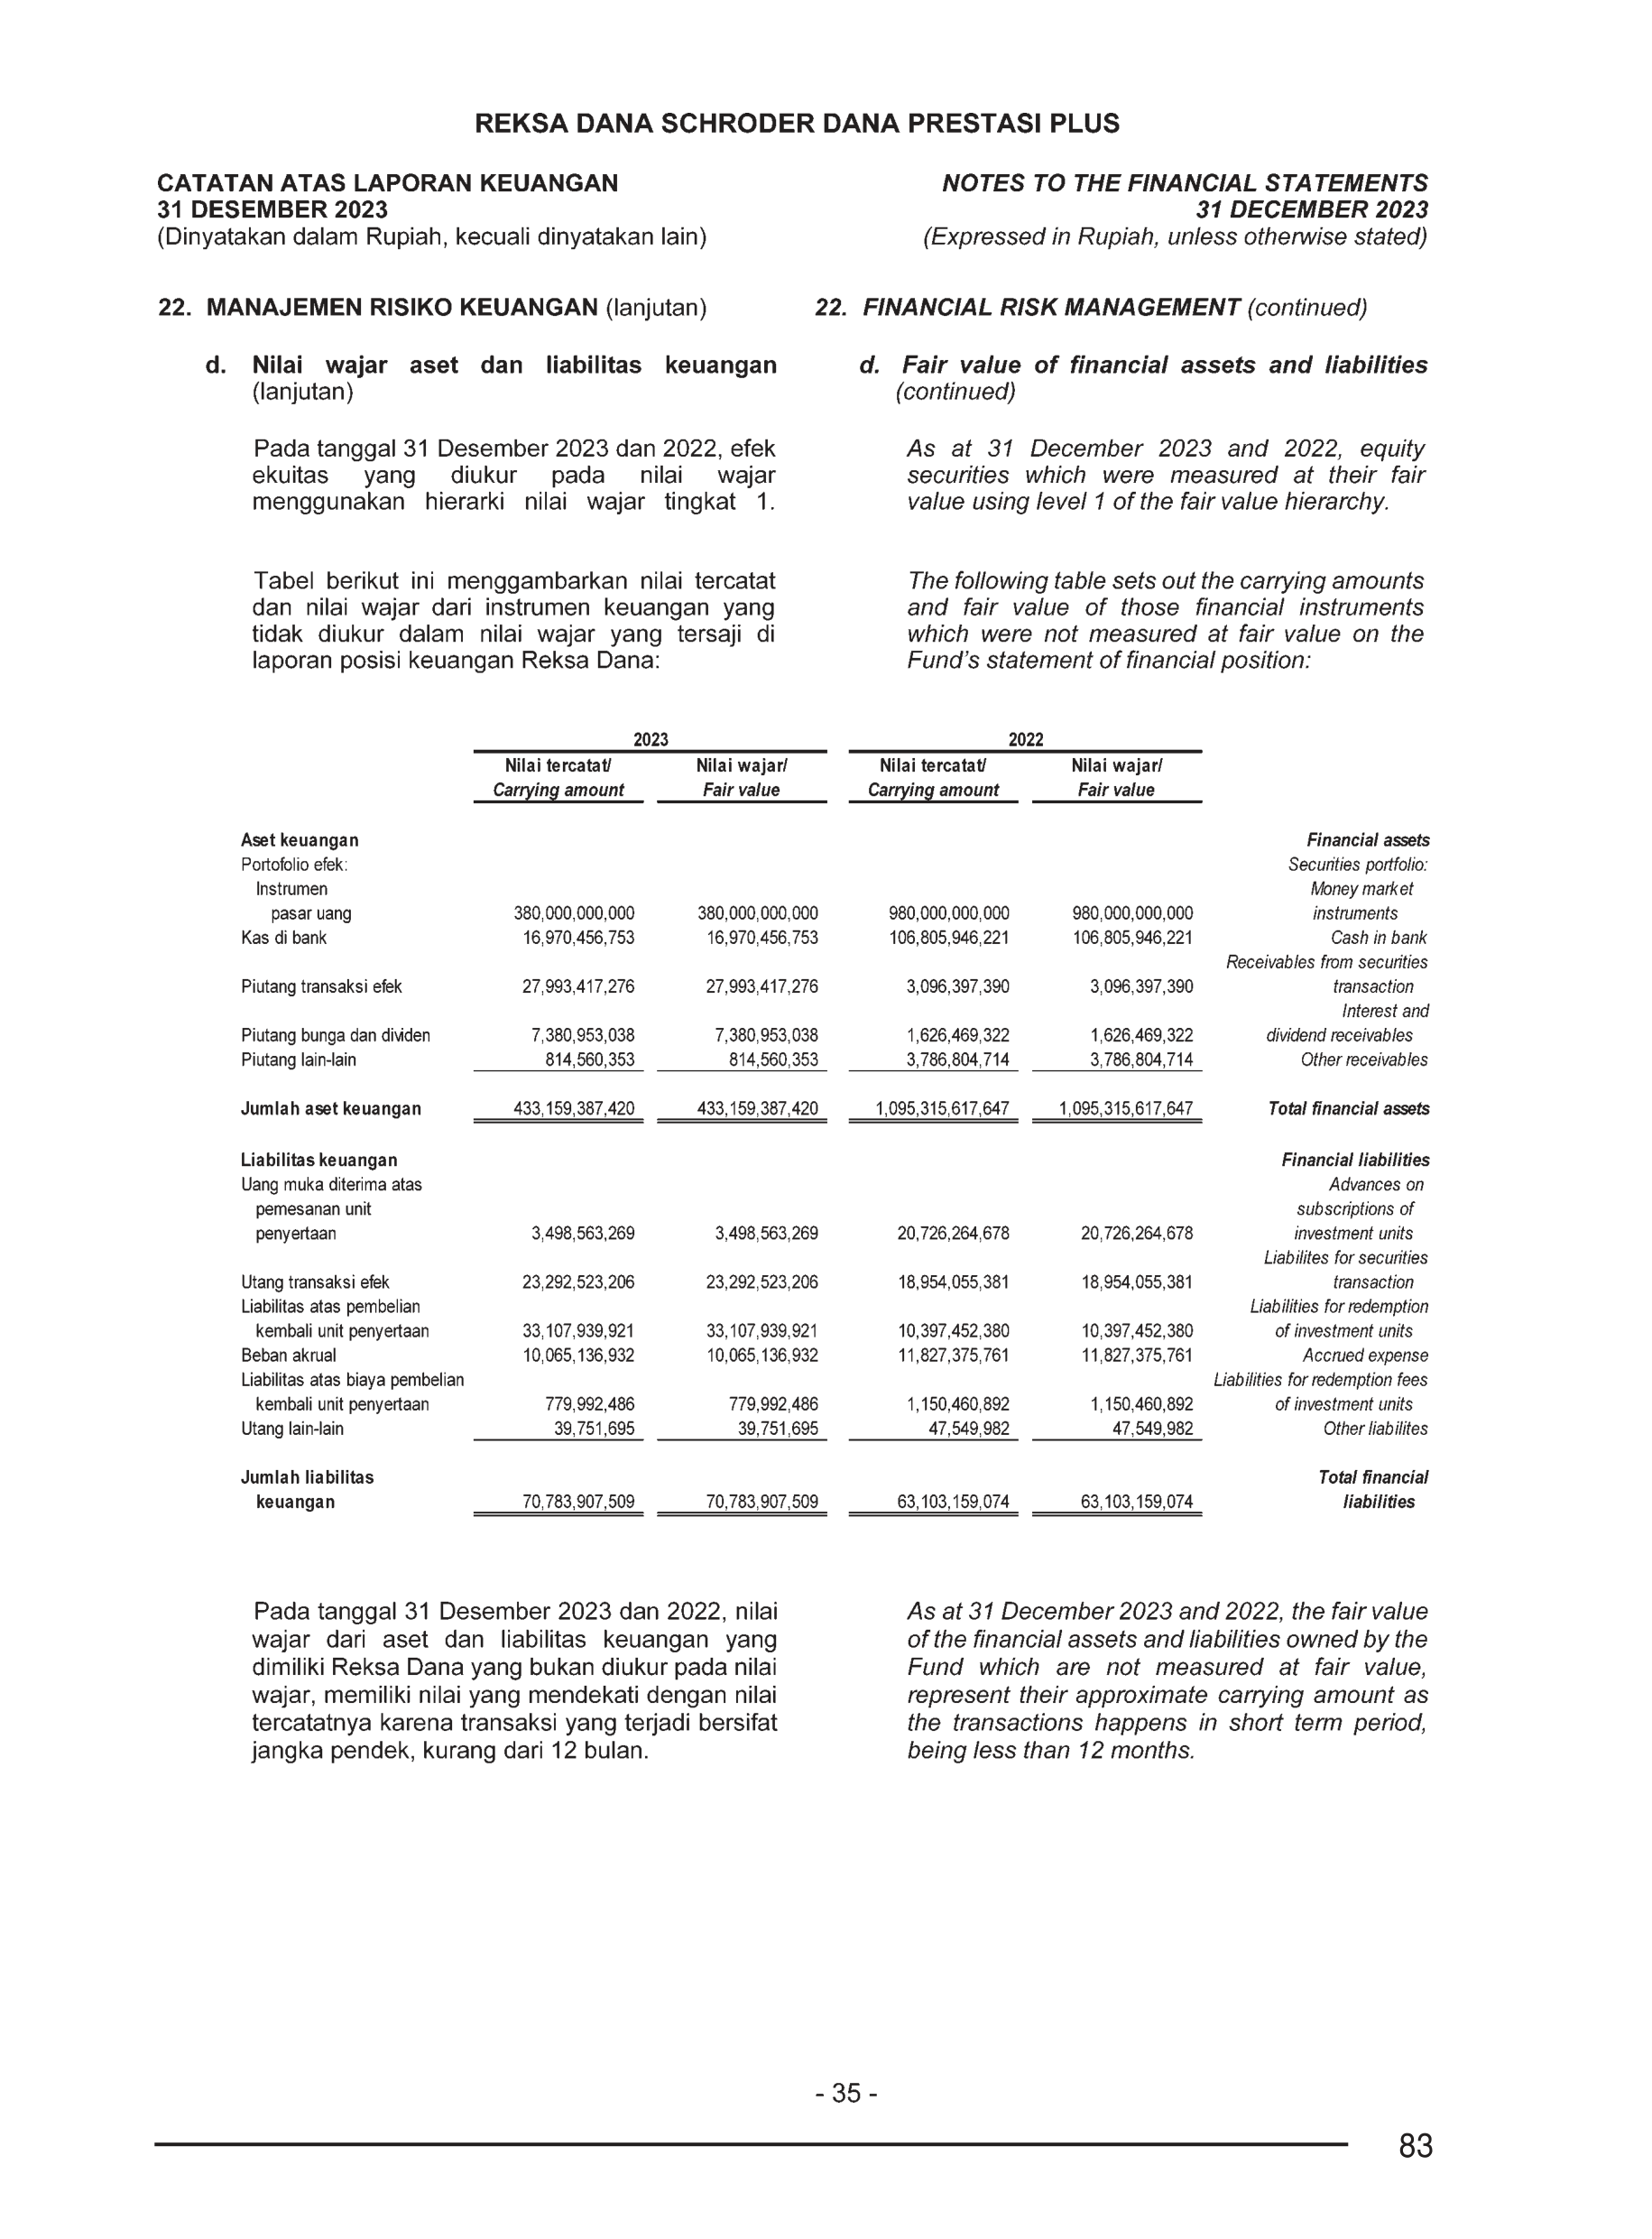 REKSA DANA SCHRODER DANA PRESTASI PLUS
CATATAN ATAS LAPORAN KEUANGAN
31 DESEMBER 2023
(Dinyatakan dalam Rupiah, kecuali dinyatakan lain)
NOTES TO THE FINANCIAL STATEMENTS
31 DECEMBER 2023
(Expressed in Rupiah, unless otherwise stated)
22. MANAJEMEN RISIKO KEUANGAN (lanjutan)
d. Nilai wajar aset dan liabilitas keuangan
(lanjutan)
Pada tanggal 31 Desember 2023 dan 2022, efek
ekuitas yang diukur pada nilai wajar
menggunakan hierarki nilai wajar tingkat 1.
Tabel berikut ini menggambarkan nilai tercatat
dan nilai wajar dari instrumen keuangan yang
tidak diukur dalam nilai wajar yang tersaji di
laporan posisi keuangan Reksa Dana:
22. FINANCIAL RISK MANAGEMENT (continued)
d. Fair value of financial assets and liabilities
(continued)
As at 31 December 2023 and 2022, equity
securities which were measured at their fair
value using level 1 of the fair value hierarchy.
The following table sets out the carrying amounts
and fair value of those financial instruments
which were not measured at fair value on the
Fund's statement of financial position:
2023 2022
Nilai tercatat/ Nilai wajar/ Nilai tercatat/ Nilai wajar/
Carrying amount Fair value Carrying amount Fair value
Aset keuangan Financial assets
Portofolio efek: Securities portfolio:
Instrumen Money market
pasar uang 380,000,000,000 380,000,000,000 980,000,000,000 980,000,000,000 instruments
Kas di bank 16,970,456,753 16,970,456,753 106,805,946,221 106,805,946,221 Cash in bank
Receivables from securities
Piutang transaksi efek 27,993,417,276 27,993,417,276 3,096,397,390 3,096,397,390 transaction
Interest and
Piutang bunga dan dividen 7,380,953,038 7,380,953,038 1,626,469,322 1,626,469,322 dividend receivables
Piutang lain-lain 814,560,353 814,560,353 3,786,804,714 3,786,804,714 Other receivables
Jumlah aset keuangan 433,159,387,420 433,159,387,420 1,095,315,617,647 1,095,315,617,647 Total financial assets
Liabilitas keuangan Financial liabilities
Uang muka diterima atas Advances on
pemesanan unit subscriptions of
penyertaan 3,498,563,269 3,498,563,269 20,726,264,678 20,726,264,678 investment units
Liabilites for securities
Utang transaksi efek 23,292,523,206 23,292,523,206 18,954,055,381 18,954,055,381 transaction
Liabilitas atas pembelian Liabilities for redemption
kembali unit penyertaan 33,107,939,921 33,107,939,921 10,397,452,380 10,397,452,380 of investment units
Beban akrual 10,065,136,932 10,065,136,932 11,827,375,761 11,827,375,761 Accrued expense
Liabilitas atas biaya pembelian Liabilities for redemption fees
kembali unit penyertaan 779,992,486 779,992,486 1,150,460,892 1,150,460,892 of investment units
Utang lain-lain 39,751,695 39,751,695 47,549,982 47,549,982 Other liabilites
Jumlah liabilitas Total financial
keuangan 70,783,907,509 70,783,907,509 63,103,159,074 63,103,159,074 liabilities
Pada tanggal 31 Desember 2023 dan 2022, nilai
wajar dari aset dan liabilitas keuangan yang
dimiliki Reksa Dana yang bukan diukur pada nilai
wajar, memiliki nilai yang mendekati dengan nilai
tercatatnya karena transaksi yang terjadi bersifat
jangka pendek, kurang dari 12 bulan.
As at 31 December 2023 and 2022, the fair value
of the financial assets and liabilities owned by the
Fund which are not measured at fair value,
represent their approximate carrying amount as
the transactions happens in short term period,
being less than 12 months.
- 35 -
83